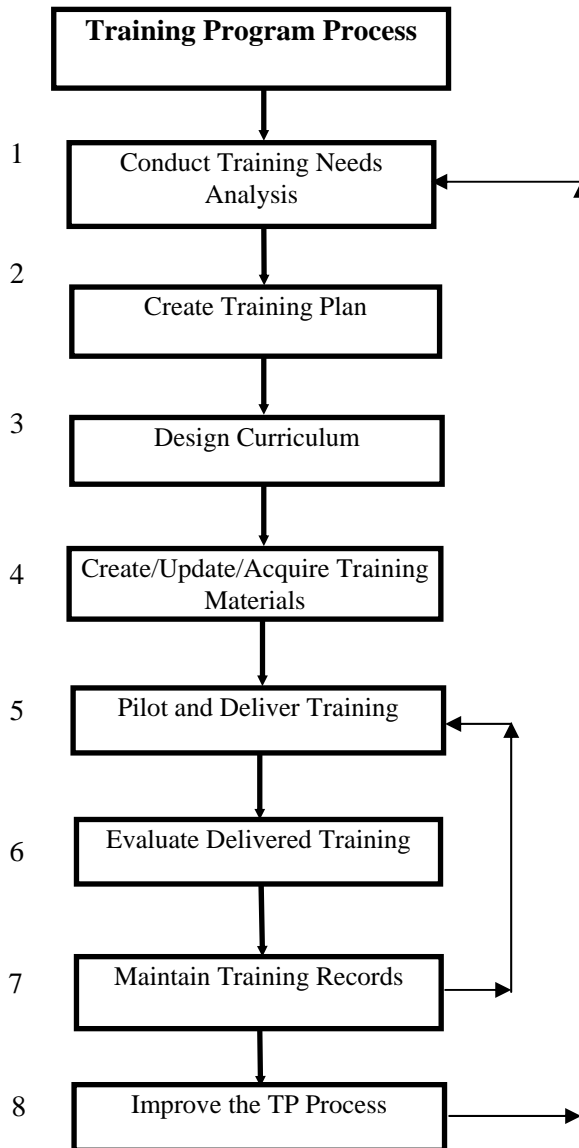 Training Program Process
1
Conduct Training Needs
Analysis
2
Create Training Plan
3
Design Curriculum
4
Create/Update/Acquire Training
Materials
5
Pilot and Deliver Training
6
Evaluate Delivered Training
7
Maintain Training Records
8
Improve the TP Process